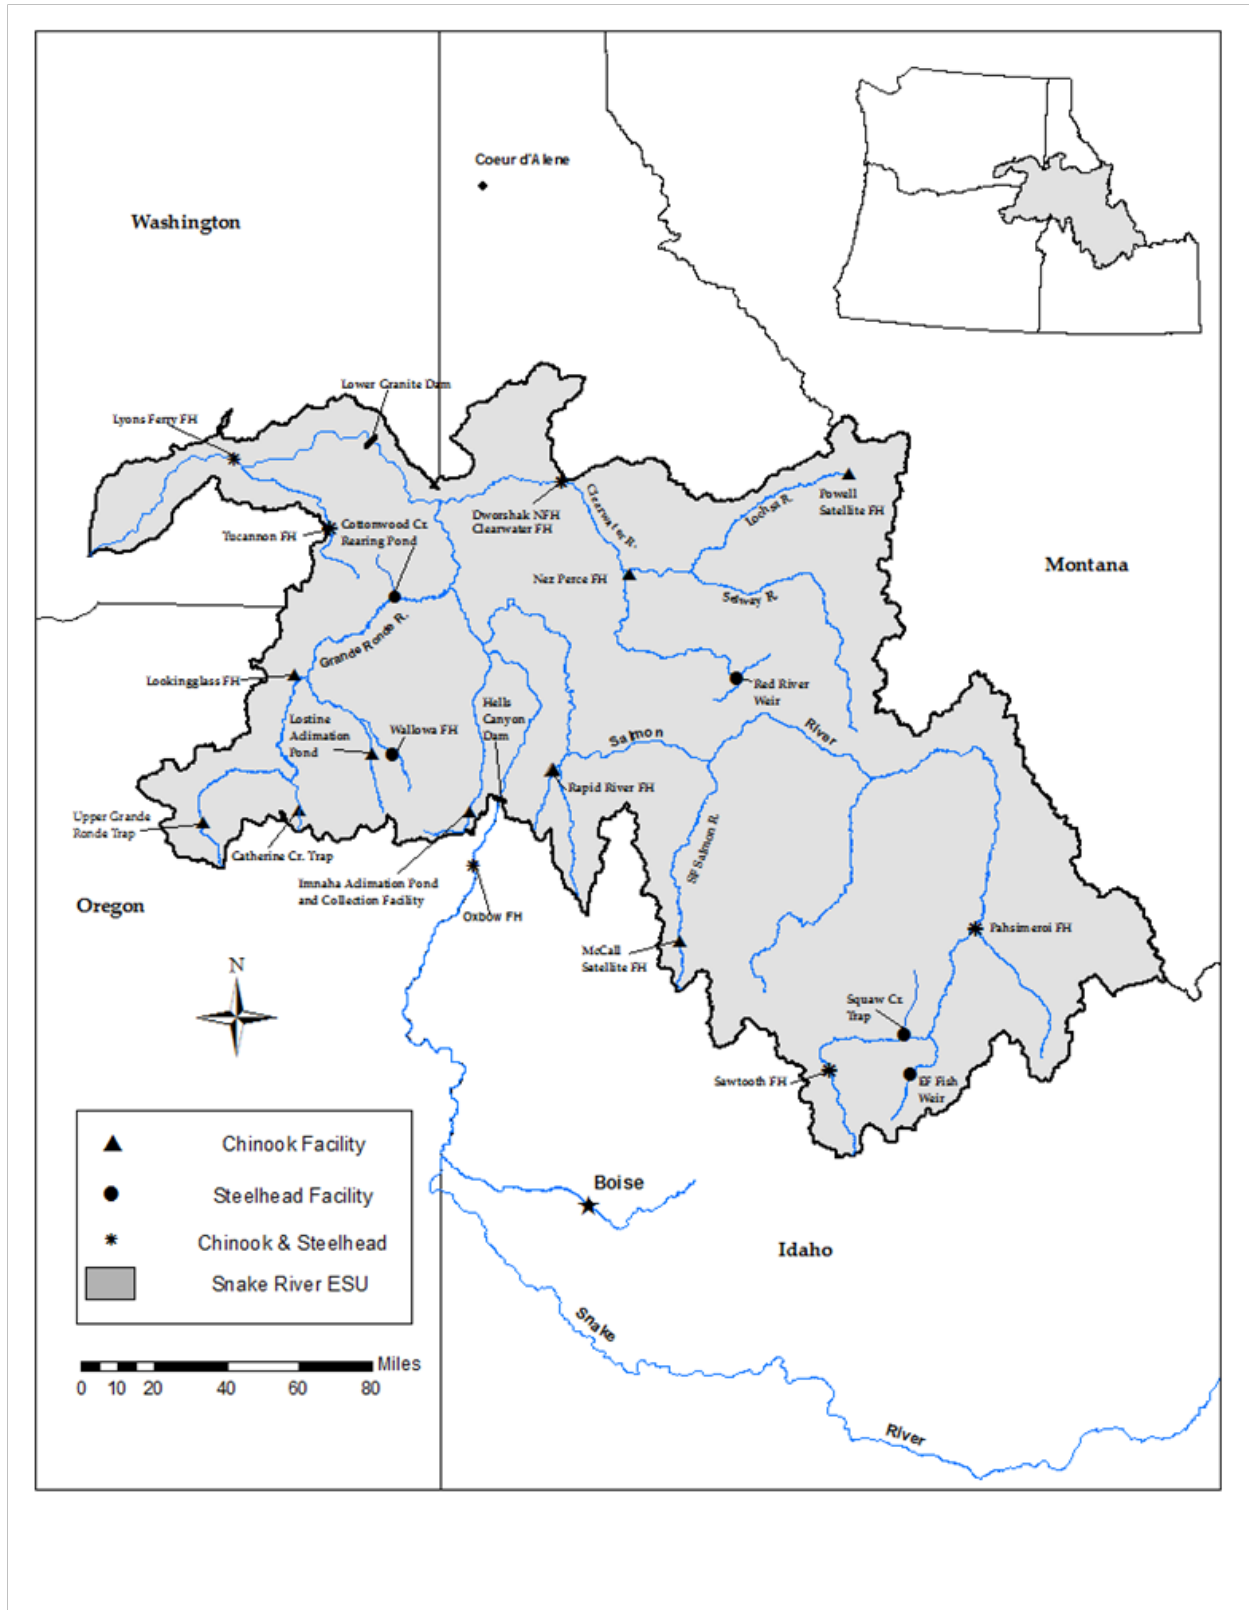 Coeur d'Alene
Washington
Lower Granite Dam
Lyons Ferry FH
Clearwater R.
Lochsa R.
Powell
Satellite FH
Dworshak NFH
Clearwater FH
Cottonwood Cr.
Rearing Pond
Tucannon FH
Montana
Nez Perce FH
Selway R.
Grande Ronde R.
Lookingglass FH
Red River
Weir
Hells
Canyon
Dam
Lostine
Aclimation
Pond
Wallowa FH
Salmon
River
Rapid River FH
Upper Grande
Ronde Trap
Catherine Cr. Trap
SF Salmon R.
Imnaha Aclimation Pond
and Collection Facility
Oregon
Oxbow FH
Pahsimeroi FH
McCall
Satellite FH
N
Squaw Cr.
Trap
Sawtooth FH
EF Fish
Weir
Chinook Facility
Steelhead Facility
Chinook & Steelhead
Snake River ESU
Boise
Idaho
Snake
River
Miles
0 10 20 40 60 80